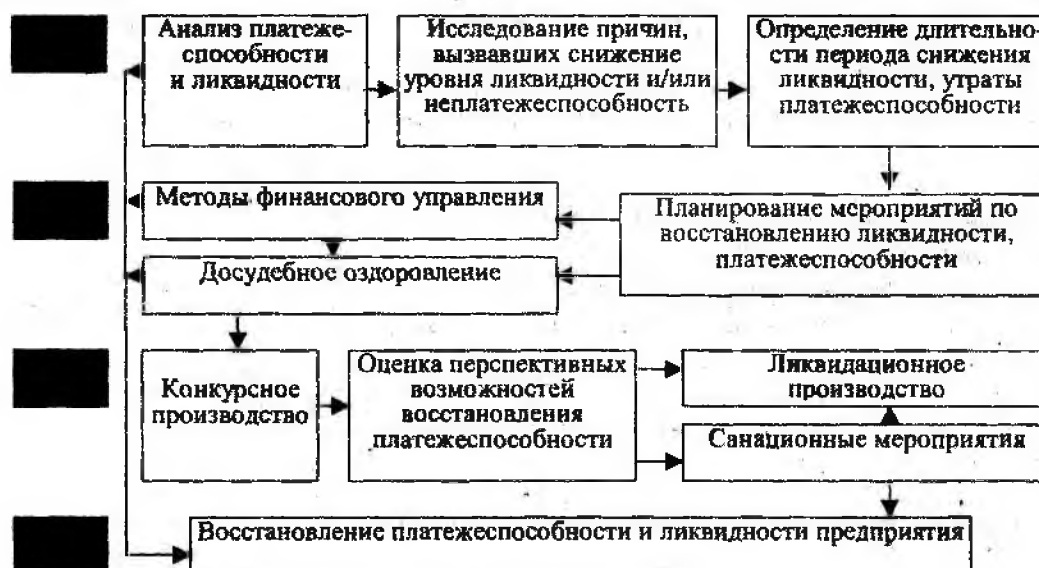 Анализ платеже-
способности
и ликвидности
Исследование причин,
вызвавших снижение
уровня ликвидности и/или
неплатежеспособность
Определение длительно-
сти периода снижения
ликвидности, утраты
платежеспособности
Методы финансового управления
Планирование мероприятий по
восстановлению ликвидности,
платежеспособности
Досудебное оздоровление
Конкурсное
производство
Оценка перспективных
возможностей
восстановления
платежеспособности
Ликвидационное
производство
Санационные мероприятия
Восстановление платежеспособности и ликвидности предприятия